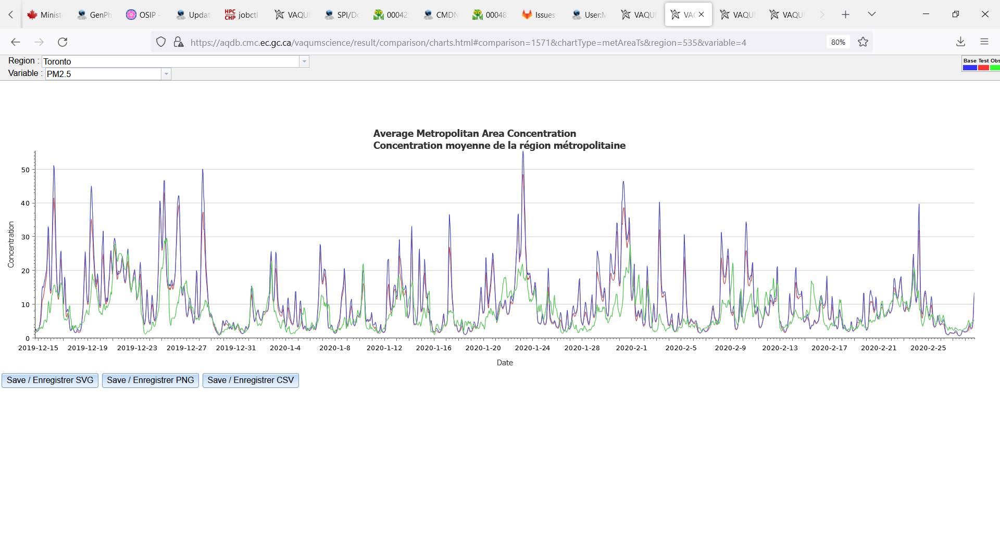 Minist
GenPh
OSIP -
Updat
HPC
CHP
jobctl
VAQU
SPI/Do
00042
CMDN
00048
Issues
User:M
VAQU
VAC
VAQU
VAQU
https://aqdb.cmc.ec.gc.ca/vaqumscience/result/comparison/charts.html#comparison=1571&chartType=metAreaTs&region=535&variable=4
80%
Region : Toronto
Variable : PM2.5
Base Test Obs
Average Metropolitan Area Concentration
Concentration moyenne de la région métropolitaine
Concentration
50
40
30
20
10
0
2019-12-15 2019-12-19 2019-12-23 2019-12-27 2019-12-31 2020-1-4 2020-1-8 2020-1-12 2020-1-16 2020-1-20 2020-1-24 2020-1-28 2020-2-1 2020-2-5 2020-2-9 2020-2-13 2020-2-17 2020-2-21 2020-2-25
Date
Save / Enregistrer SVG
Save / Enregistrer PNG
Save / Enregistrer CSV